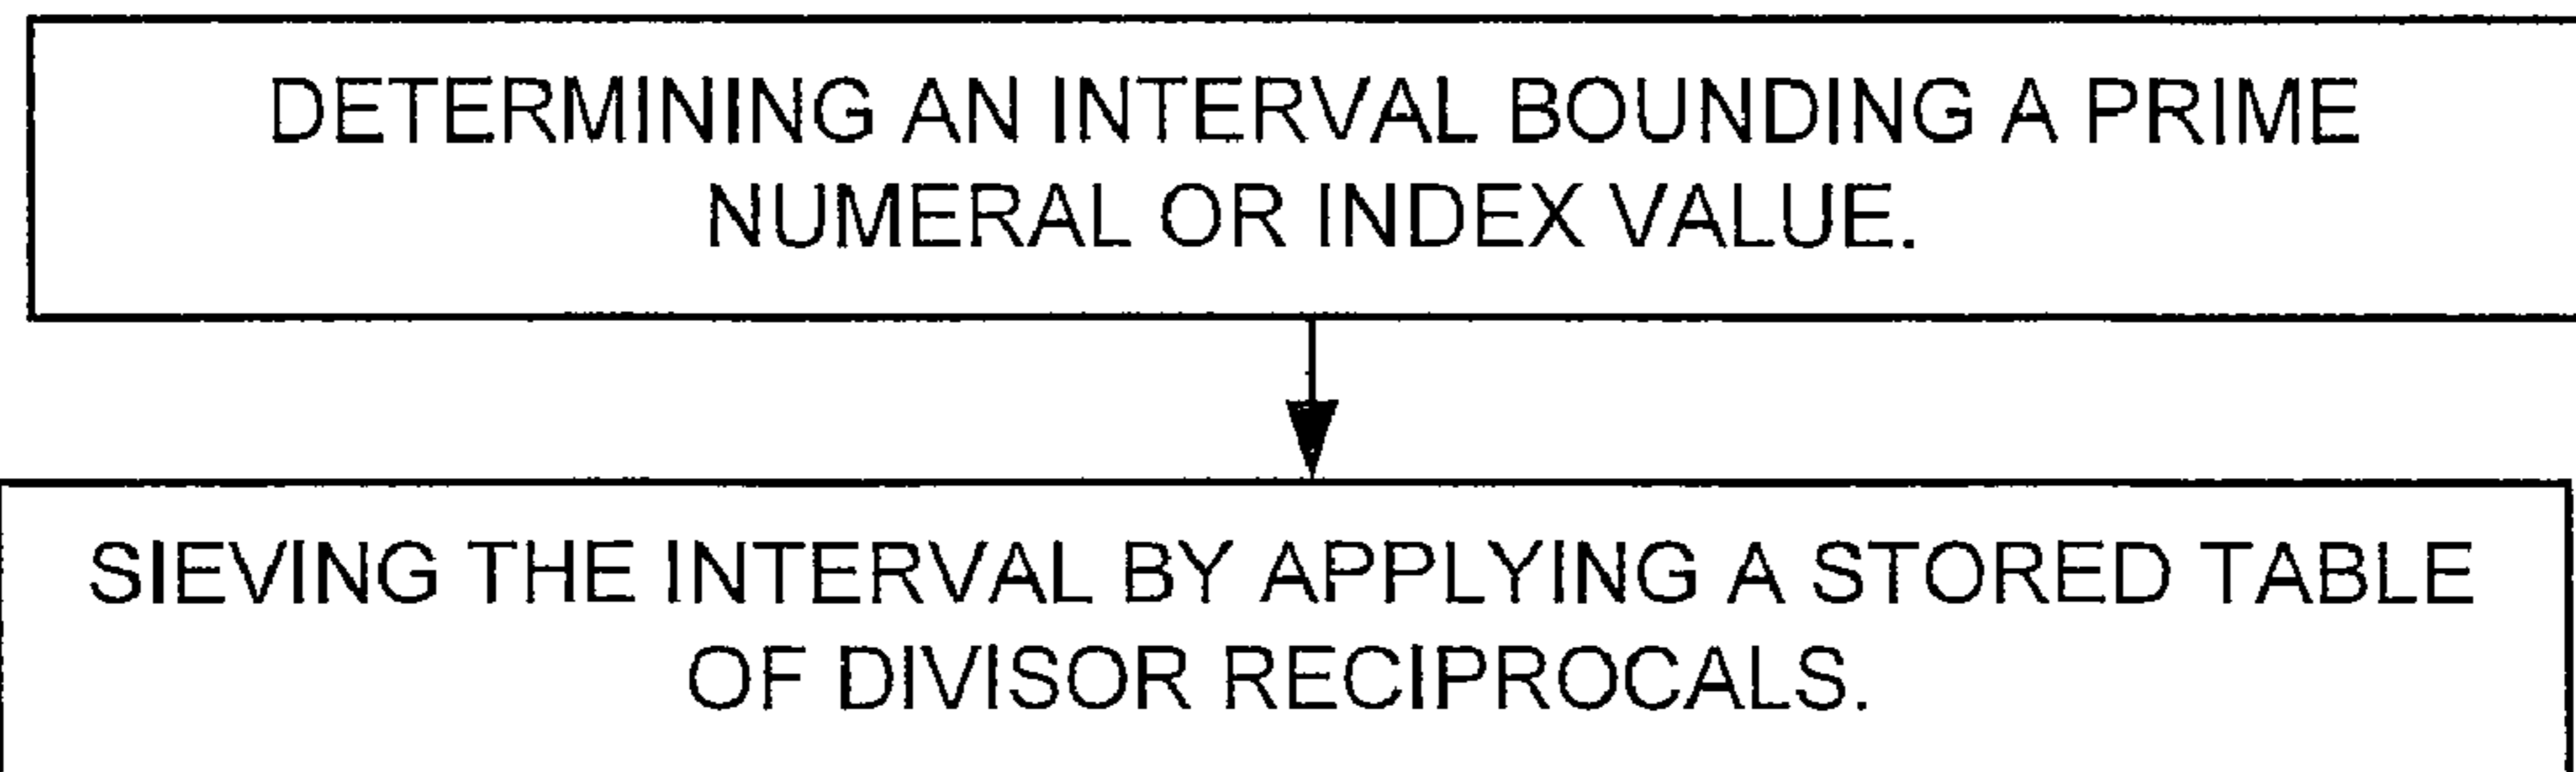 DETERMINING AN INTERVAL BOUNDING A PRIME
NUMERAL OR INDEX VALUE.
SIEVING THE INTERVAL BY APPLYING A STORED TABLE
OF DIVISOR RECIPROCALS.